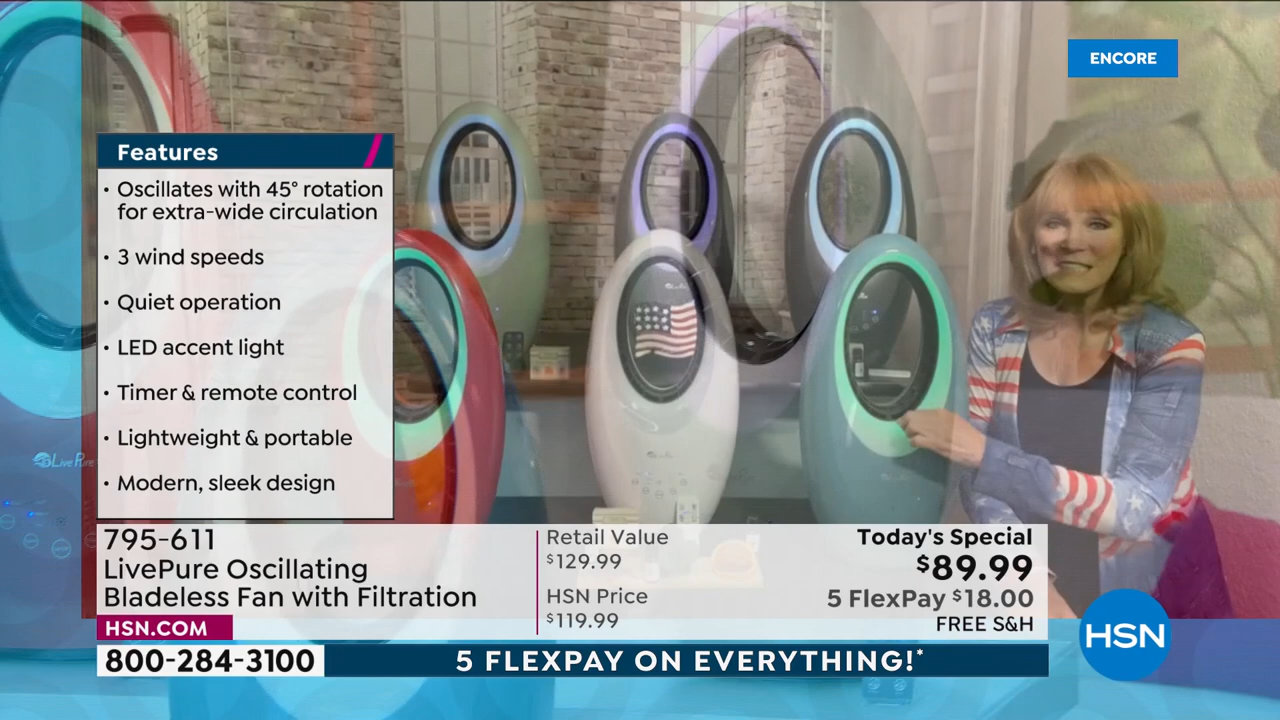 ENCORE
Features
• Oscillates with 45° rotation
for extra-wide circulation
• 3 wind speeds
• Quiet operation
• LED accent light
• Timer & remote control
• Lightweight & portable
• Modern, sleek design
LivePure
795-611
LivePure Oscillating
Bladeless Fan with Filtration
HSN.COM
Retail Value
$129.99
HSN Price
$119.99
Today's Special
$89.99
5 FlexPay $18.00
FREE S&H
HSN
800-284-3100
5 FLEXPAY ON EVERYTHING!*